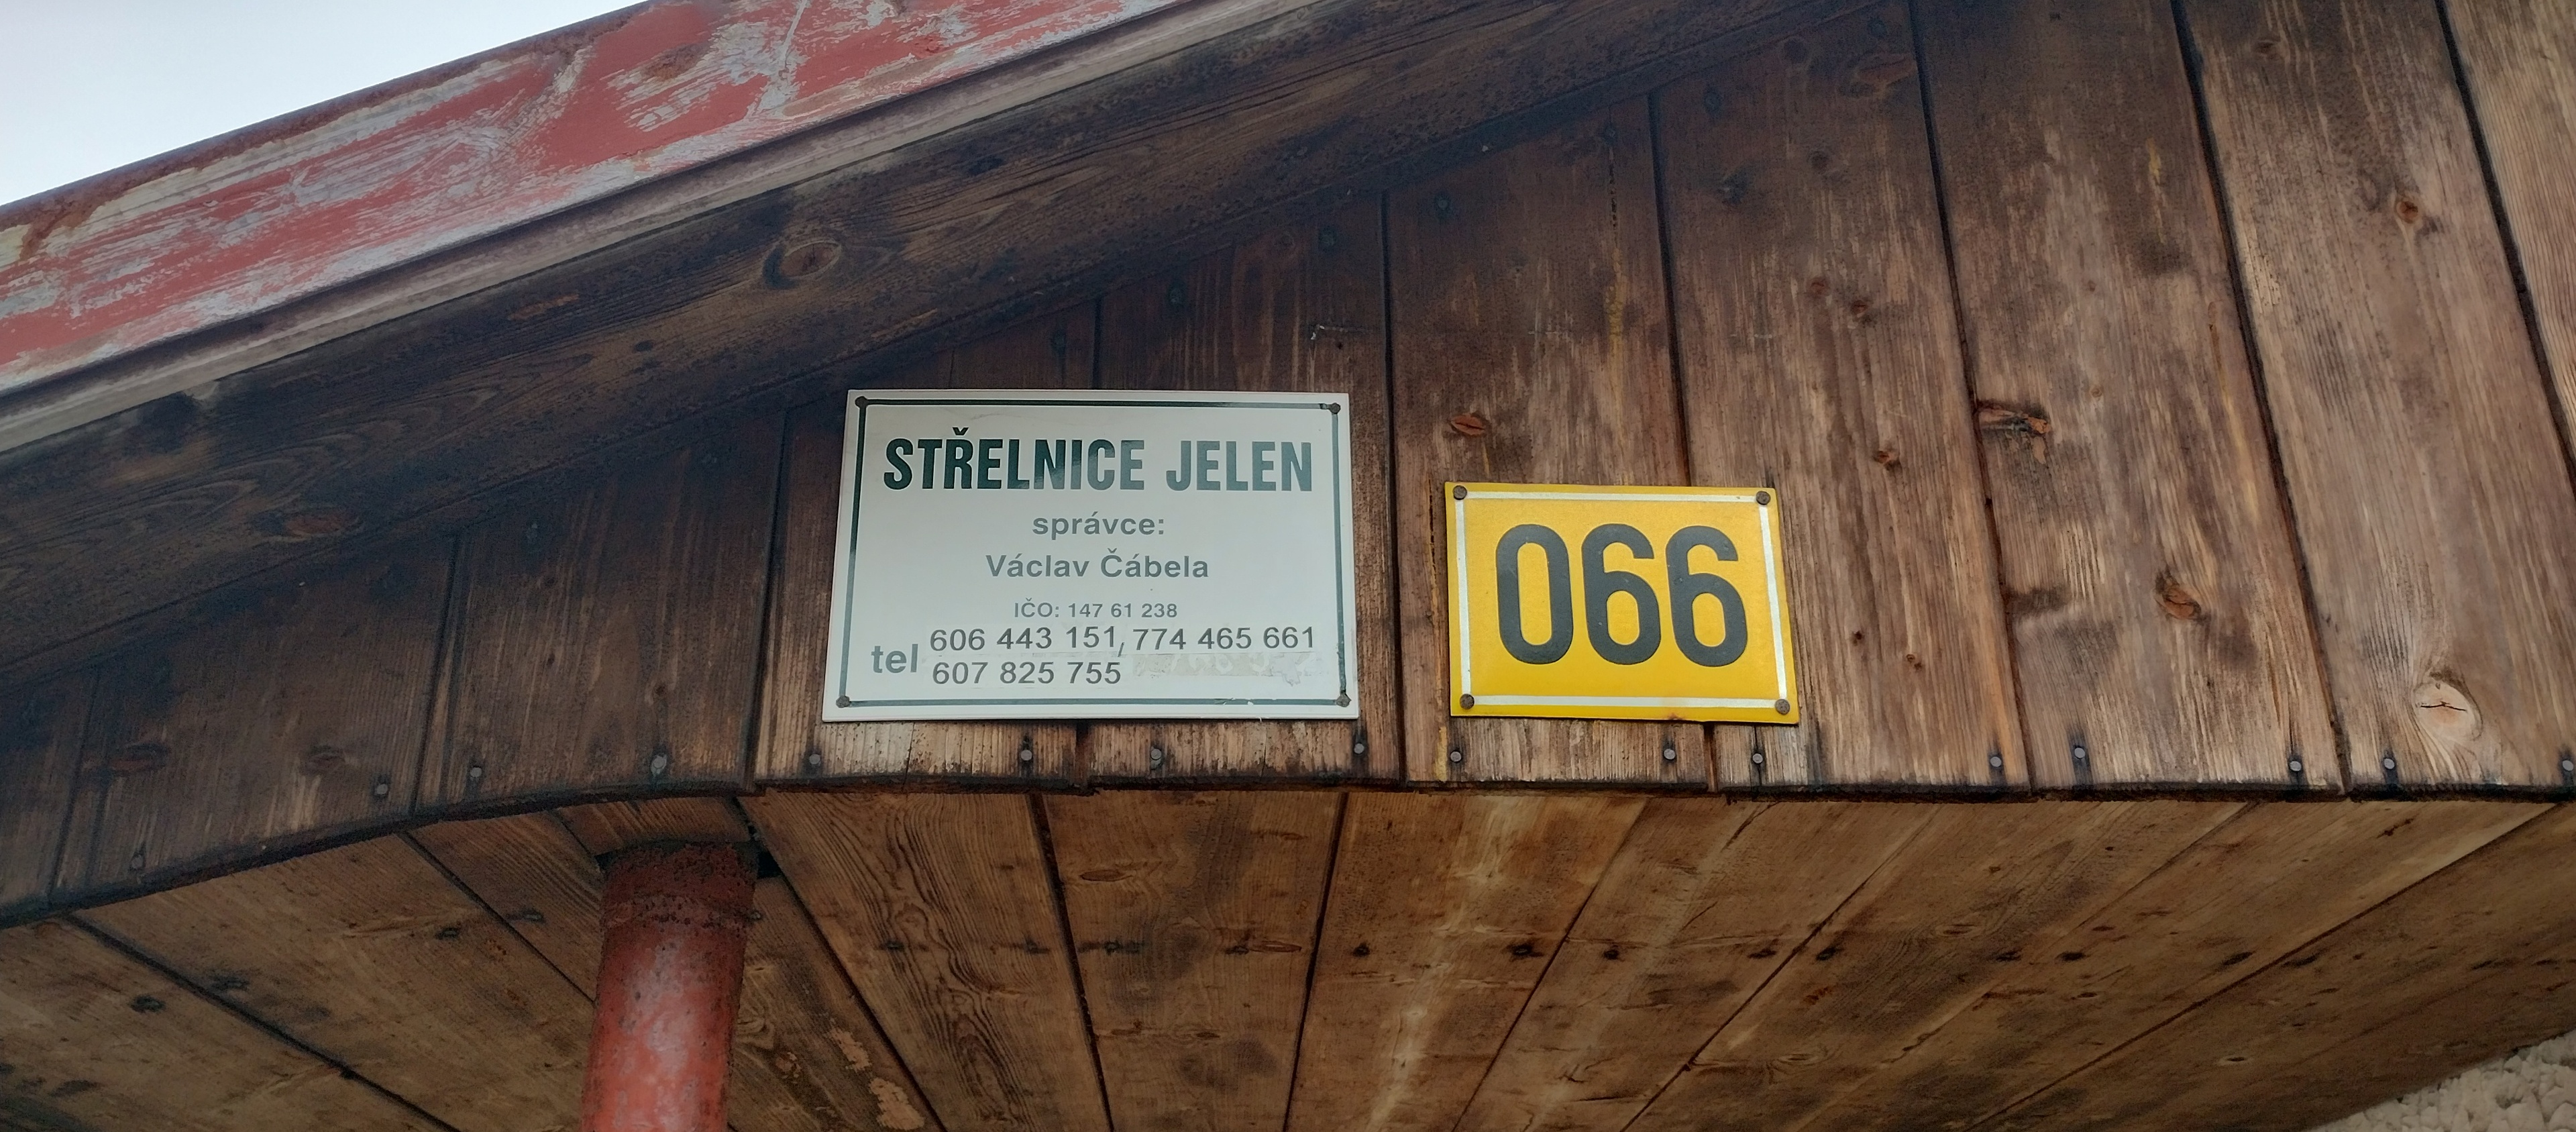 STŘELNICE JELEN
správce:
Václav Čábela
IČO: 147 61 238
tel 606 443 151, 774 465 661
607 825 755
066